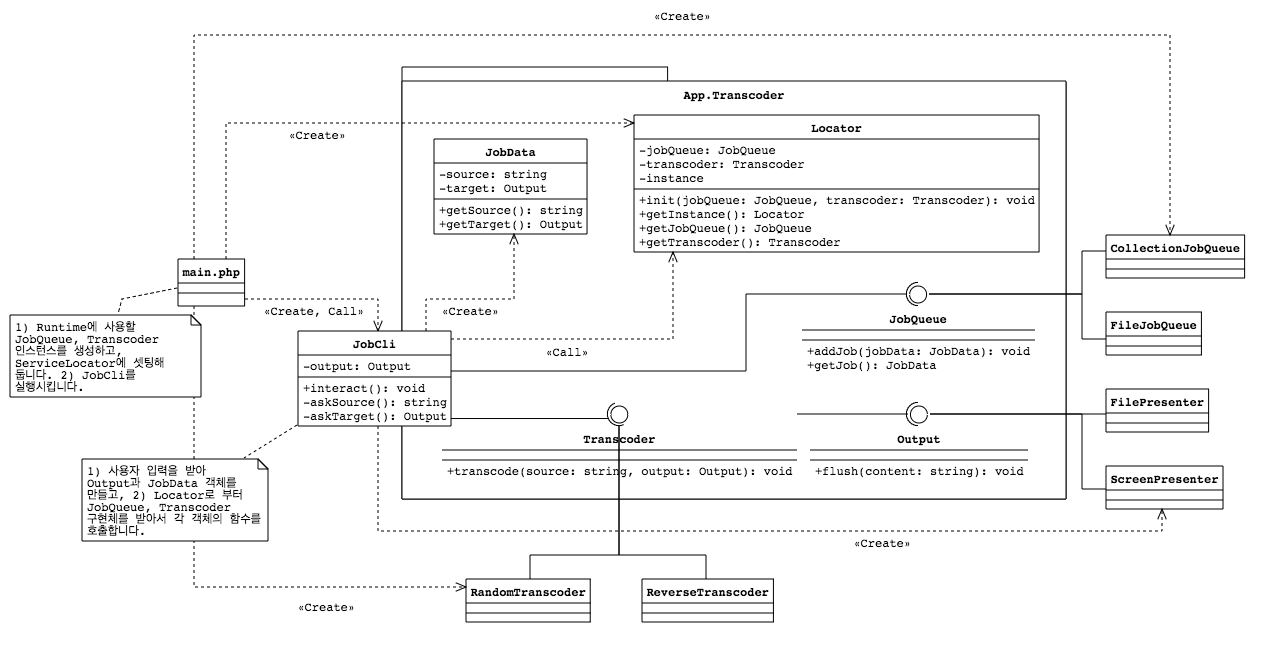 «Create»
App.Transcoder
«Create»
Locator
-jobQueue: JobQueue
-transcoder: Transcoder
-instance
+init(jobQueue: JobQueue, transcoder: Transcoder): void
+getInstance(): Locator
+getJobQueue(): JobQueue
+getTranscoder(): Transcoder
JobData
-source: string
-target: Output
+getSource(): string
+getTarget(): Output
CollectionJobQueue
main.php
«Create, Call»
«Create»
1) Runtime에 사용할
JobQueue, Transcoder
인스턴스를 생성하고,
ServiceLocator에 셋팅해
둡니다. 2) JobCli를
실행시킵니다.
JobCli
-output: Output
+interact(): void
-askSource(): string
-askTarget(): Output
«Call»
JobQueue
+addJob(jobData: JobData): void
+getJob(): JobData
FileJobQueue
FilePresenter
Transcoder
+transcode(source: string, output: Output): void
Output
+flush(content: string): void
ScreenPresenter
1) 사용자 입력을 받아
Output과 JobData 객체를
만들고, 2) Locator로 부터
JobQueue, Transcoder
구현체를 받아서 각 객체의 함수를
호출합니다.
«Create»
RandomTranscoder
ReverseTranscoder
«Create»